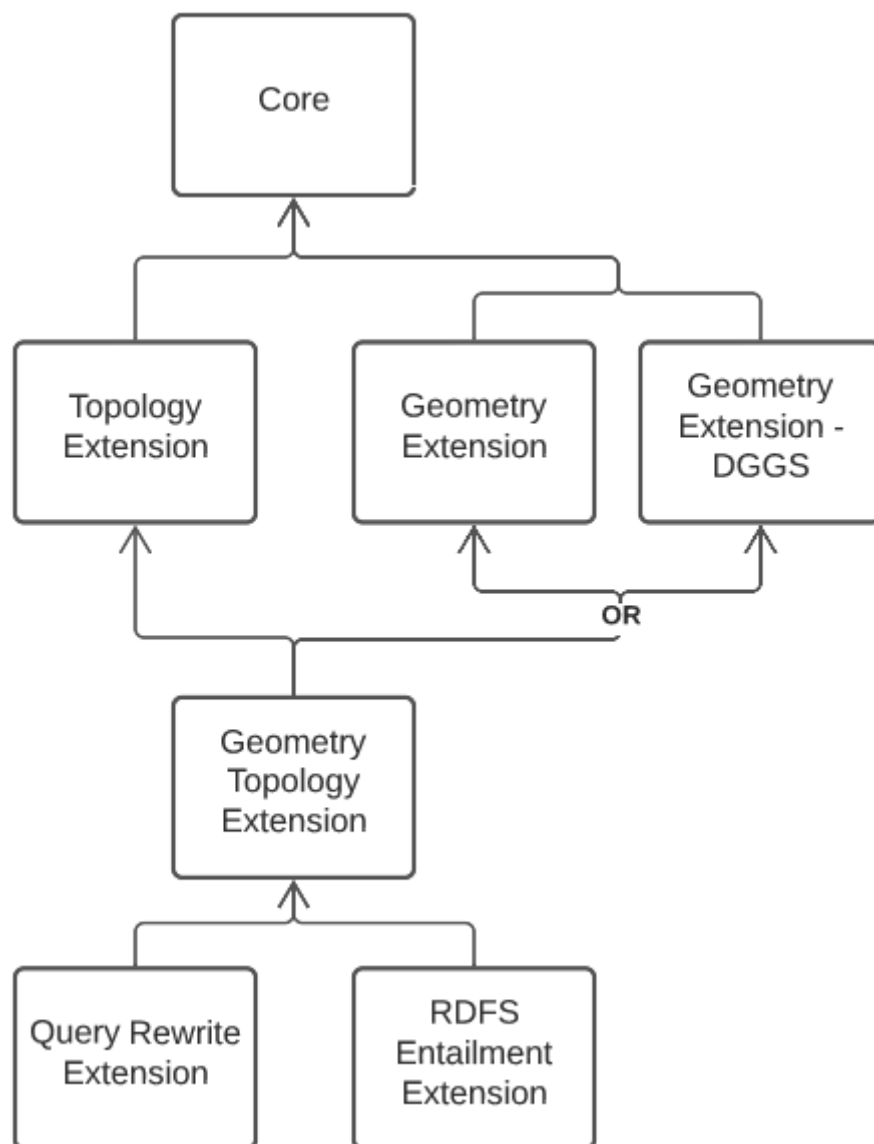 Core
Topology
Extension
Geometry
Extension
Geometry
Extension -
DGGS
OR
Geometry
Topology
Extension
Query Rewrite
Extension
RDFS
Entailment
Extension